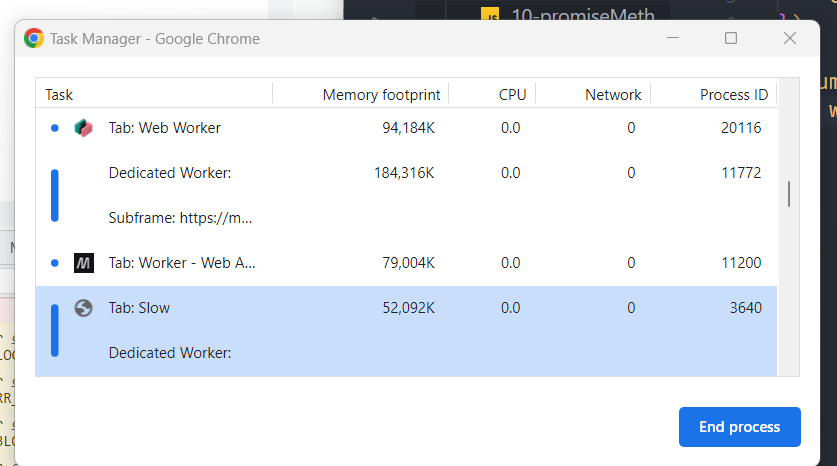 10-promiseMeth
Task Manager - Google Chrome
Task Memory footprint CPU Network Process ID
Tab: Web Worker 94,184K 0.0 0 20116
Dedicated Worker: 184,316K 0.0 0 11772
Subframe: https://m...
Tab: Worker - Web A... 79,004K 0.0 0 11200
Tab: Slow 52,092K 0.0 0 3640
Dedicated Worker:
End process